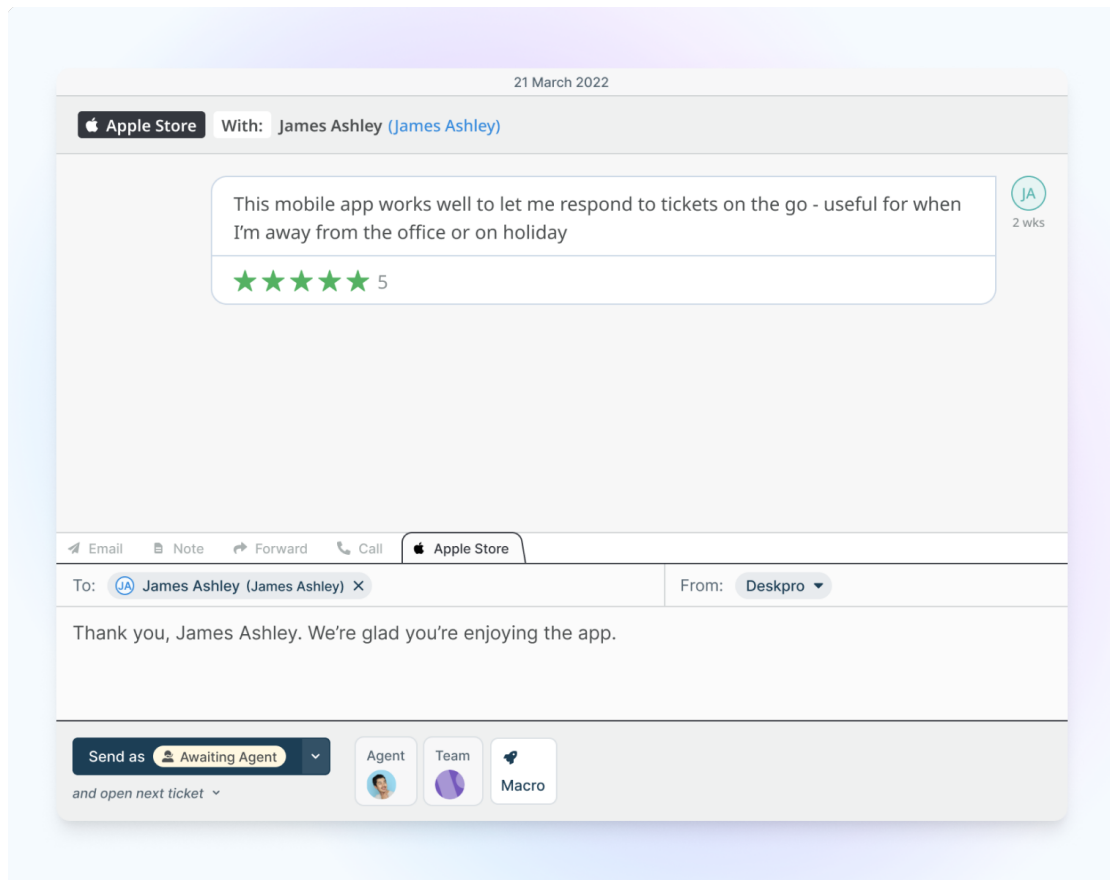 21 March 2022
Apple Store With: James Ashley (James Ashley)
This mobile app works well to let me respond to tickets on the go - useful for when
I’m away from the office or on holiday
JA
2 wks
5
Email Note Forward Call Apple Store
To: JA James Ashley (James Ashley) From: Deskpro
Thank you, James Ashley. We’re glad you’re enjoying the app.
Send as Awaiting Agent
and open next ticket
Agent
Team
Macro